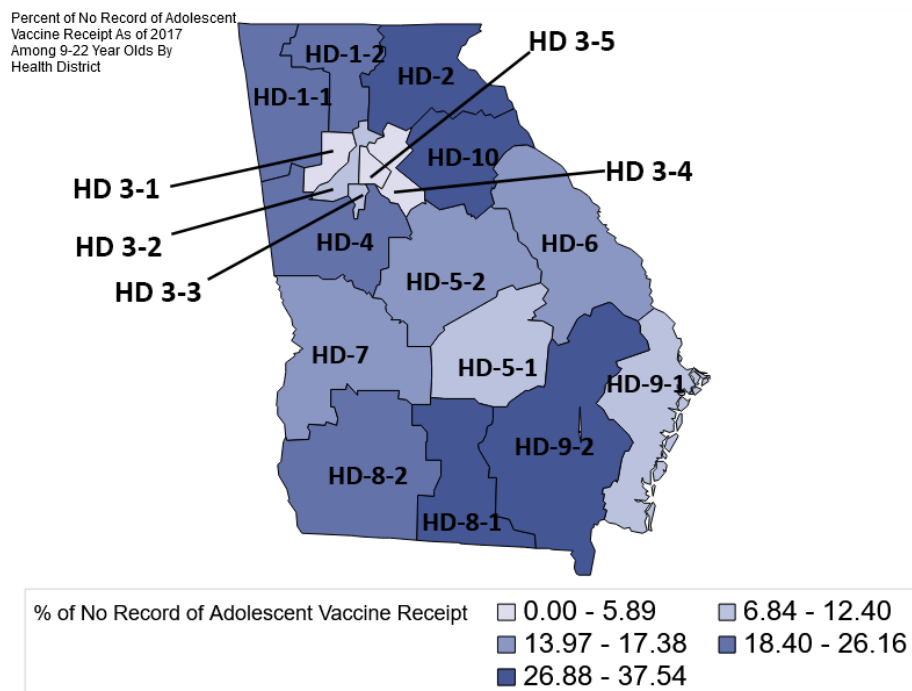 Percent of No Record of Adolescent
Vaccine Receipt As of 2017
Among 9-22 Year Olds By
Health District
HD-1-2
HD 3-5
HD-2
HD-1-1
HD-10
HD 3-4
HD 3-1
HD 3-2
HD-4
HD-6
HD 3-3
HD-5-2
HD-7
HD-5-1
HD-9-1
HD-9-2
HD-8-2
HD-8-1
% of No Record of Adolescent Vaccine Receipt
0.00 - 5.89
6.84 - 12.40
13.97 - 17.38
18.40 - 26.16
26.88 - 37.54